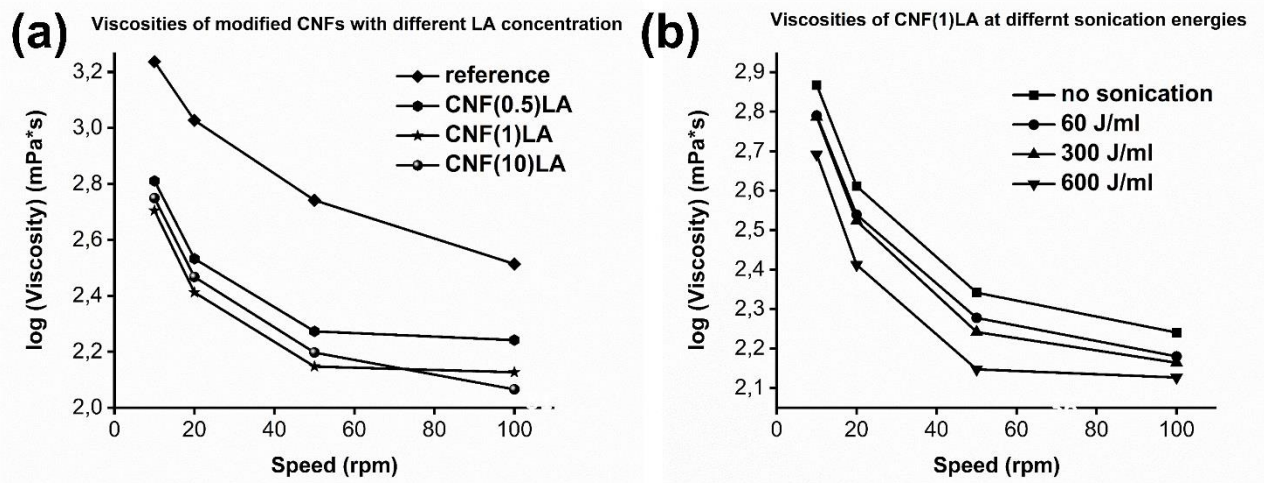 (a)
Viscosities of modified CNFs with different LA concentration
3,2
3,0
2,8
2,6
2,4
2,2
2,0
0
20
40
60
80
100
log (Viscosity) (mPa*s)
Speed (rpm)
reference
CNF(0.5)LA
CNF(1)LA
CNF(10)LA
(b)
Viscosities of CNF(1)LA at differnt sonication energies
2,9
2,8
2,7
2,6
2,5
2,4
2,3
2,2
2,1
0
20
40
60
80
100
log (Viscosity) (mPa*s)
Speed (rpm)
no sonication
60 J/ml
300 J/ml
600 J/ml